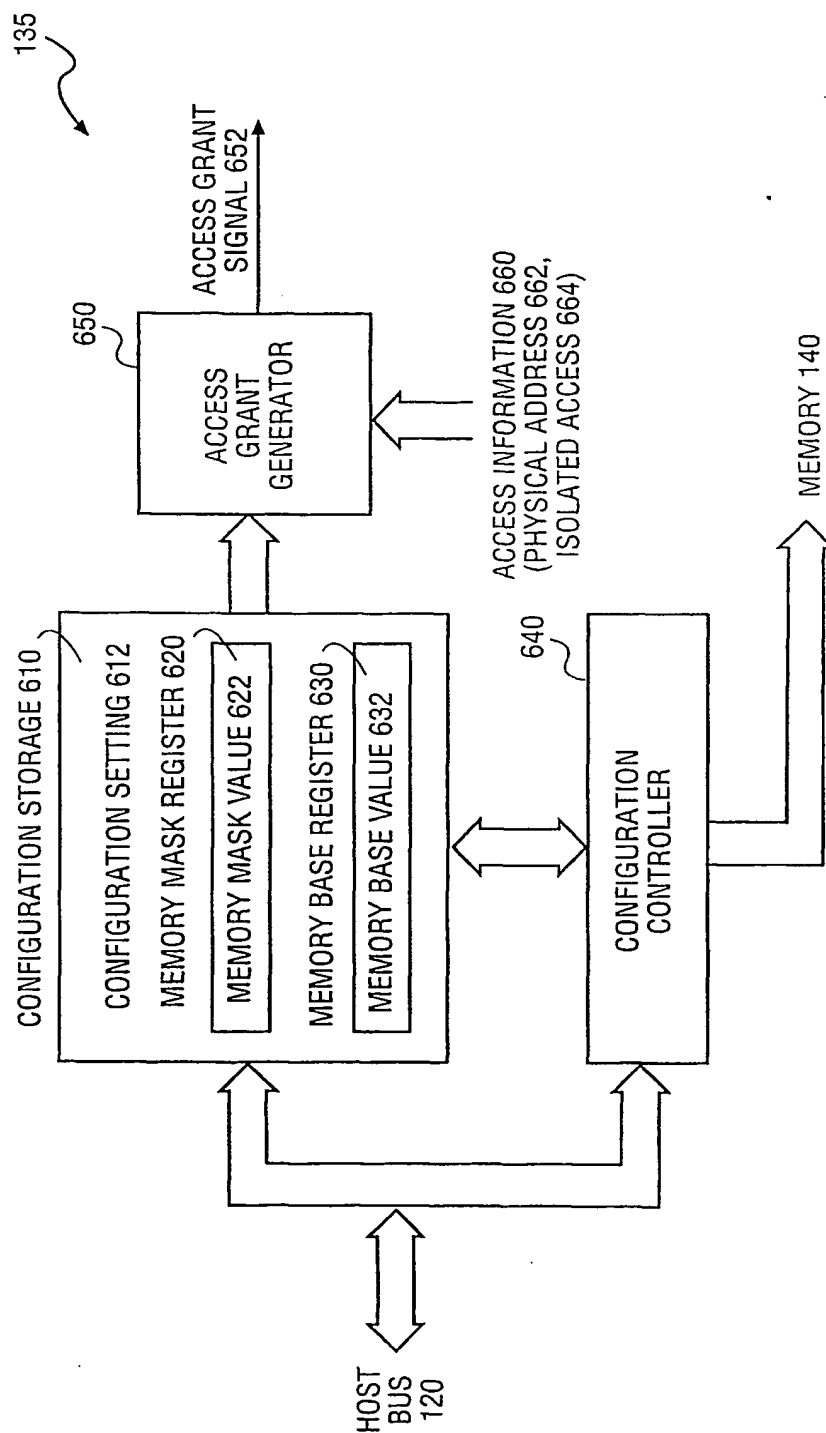 135
CONFIGURATION STORAGE 610
CONFIGURATION SETTING 612
MEMORY MASK REGISTER 620
MEMORY MASK VALUE 622
MEMORY BASE REGISTER 630
MEMORY BASE VALUE 632
650
ACCESS
GRANT
GENERATOR
ACCESS GRANT
SIGNAL 652
ACCESS INFORMATION 660
(PHYSICAL ADDRESS 662,
ISOLATED ACCESS 664)
HOST
BUS
120
640
CONFIGURATION
CONTROLLER
MEMORY 140